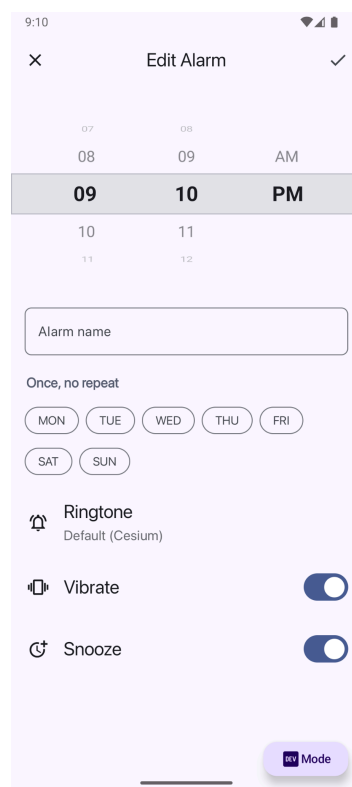 9:10
Edit Alarm
07 08
08 09 AM
09 10 PM
10 11
11 12
Alarm name
Once, no repeat
MON TUE WED THU FRI
SAT SUN
Ringtone
Default (Cesium)
Vibrate
Snooze
DEV Mode